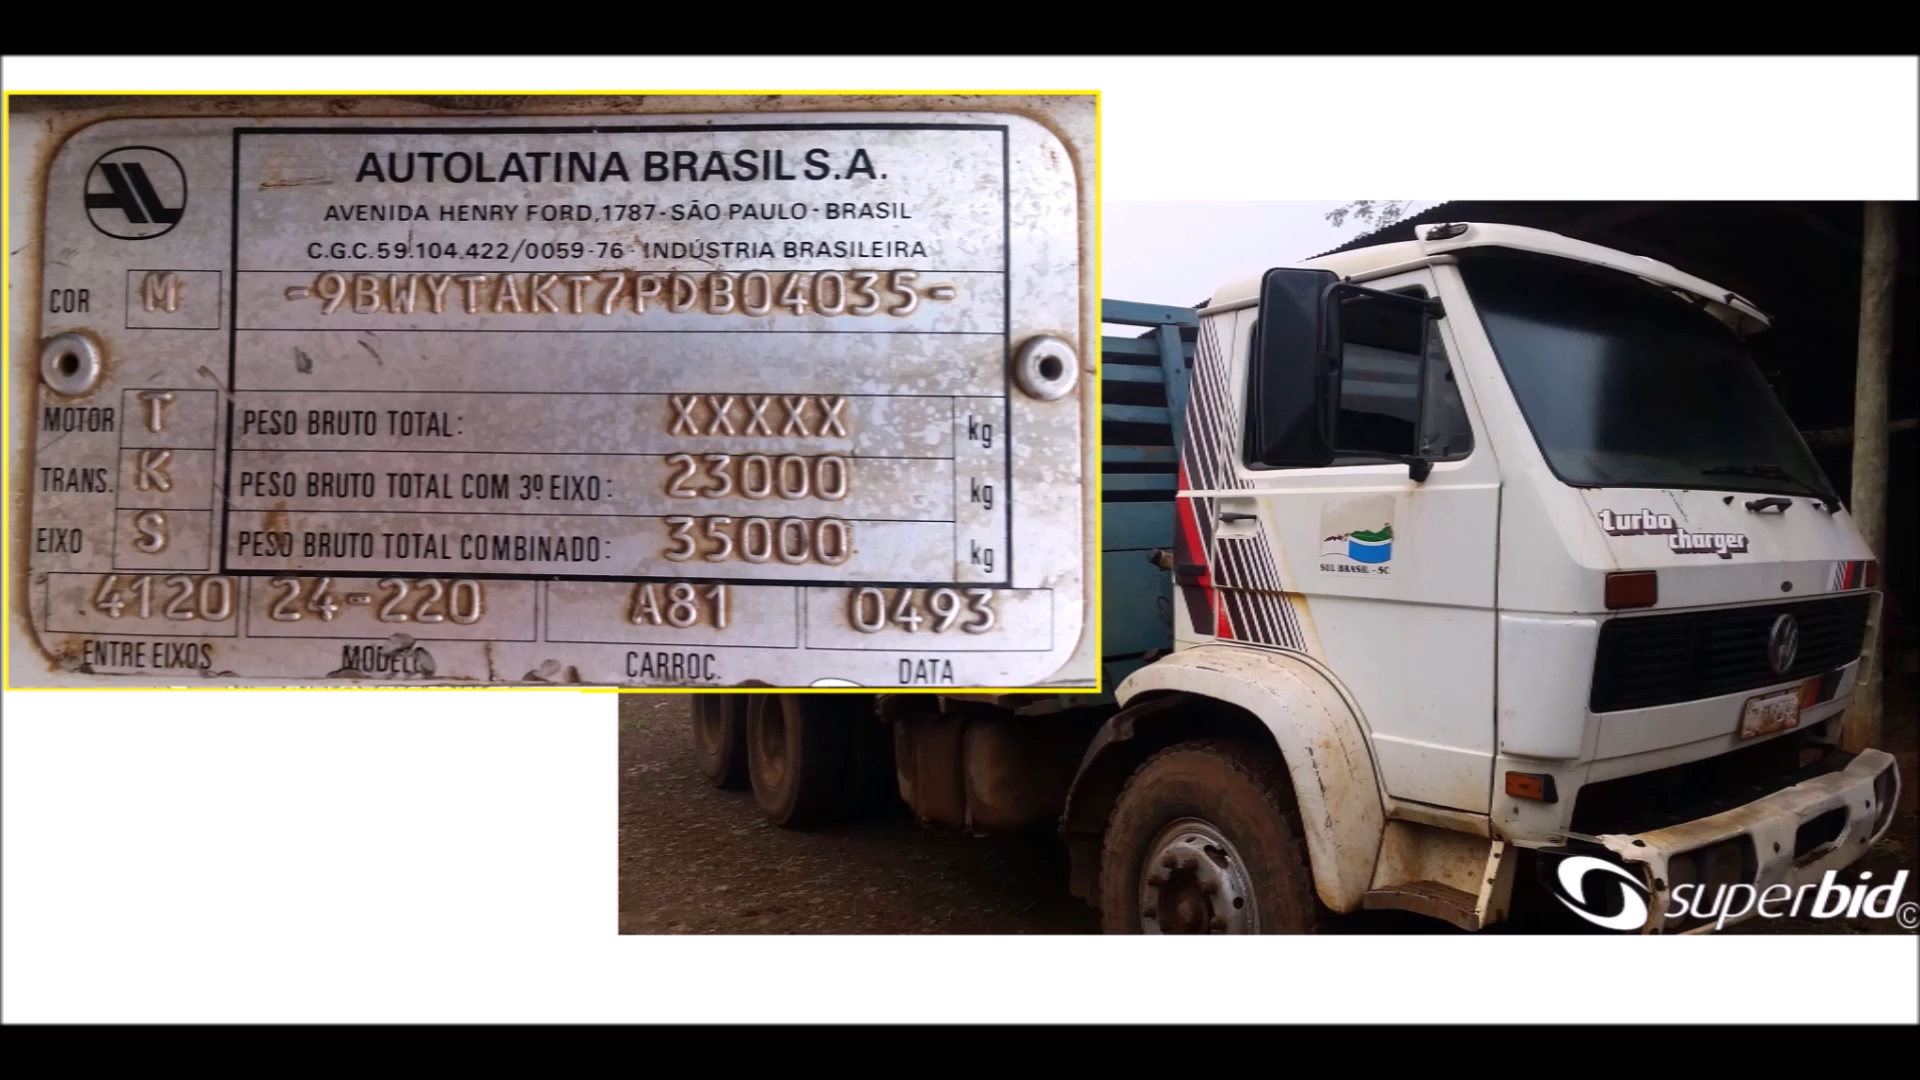 AUTOLATINA BRASIL S.A.
AVENIDA HENRY FORD, 1787 - SÃO PAULO - BRASIL
C.G.C. 59.104.422/0059-76 - INDÚSTRIA BRASILEIRA
COR M -9BWYTAKT7PDB04035-
MOTOR T PESO BRUTO TOTAL: XXXXX kg
TRANS. K PESO BRUTO TOTAL COM 3º EIXO: 23000 kg
EIXO S PESO BRUTO TOTAL COMBINADO: 35000 kg
4120 24-220 A81 0493
ENTRE EIXOS MODELO CARROC. DATA
turbo
charger
SUL BRASIL - SC
superbid©